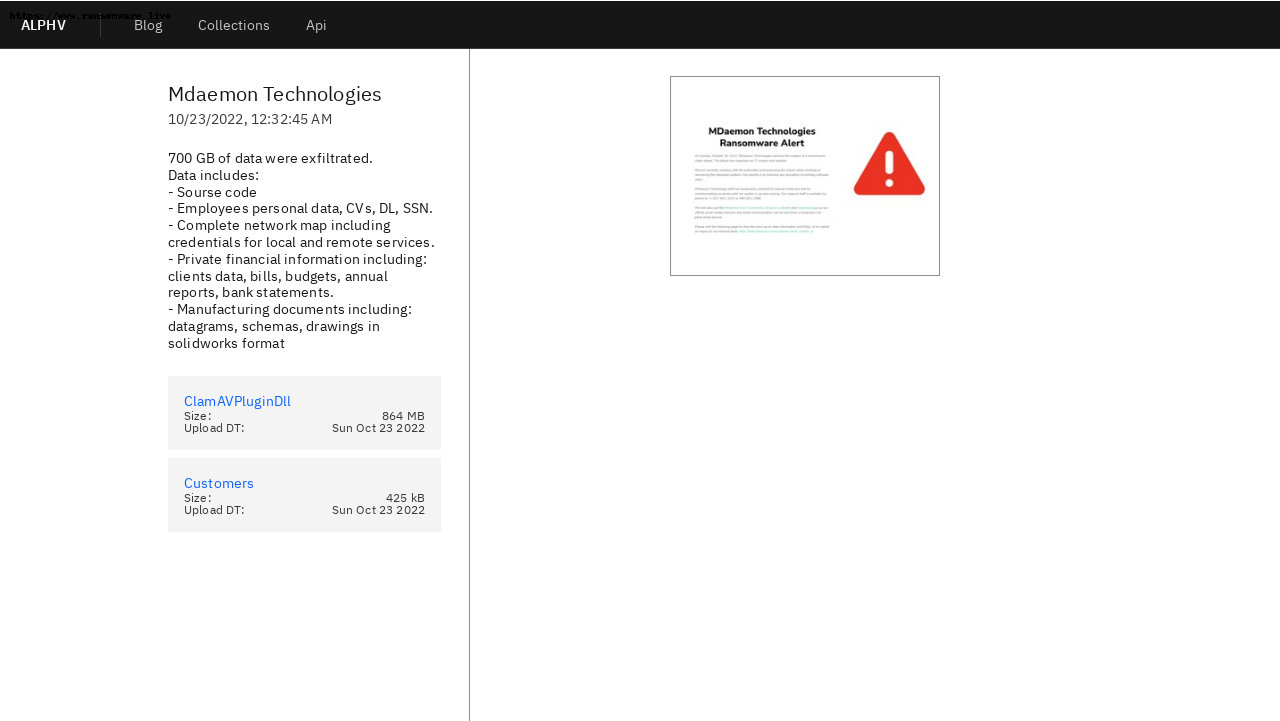 https://www.ransomware.live
ALPHV
Blog
Collections
Api
Mdaemon Technologies
10/23/2022, 12:32:45 AM
700 GB of data were exfiltrated.
Data includes:
- Sourse code
- Employees personal data, CVs, DL, SSN.
- Complete network map including
credentials for local and remote services.
- Private financial information including:
clients data, bills, budgets, annual
reports, bank statements.
- Manufacturing documents including:
datagrams, schemas, drawings in
solidworks format
ClamAVPluginDll
Size: 864 MB
Upload DT: Sun Oct 23 2022
Customers
Size: 425 kB
Upload DT: Sun Oct 23 2022
MDaemon Technologies
Ransomware Alert